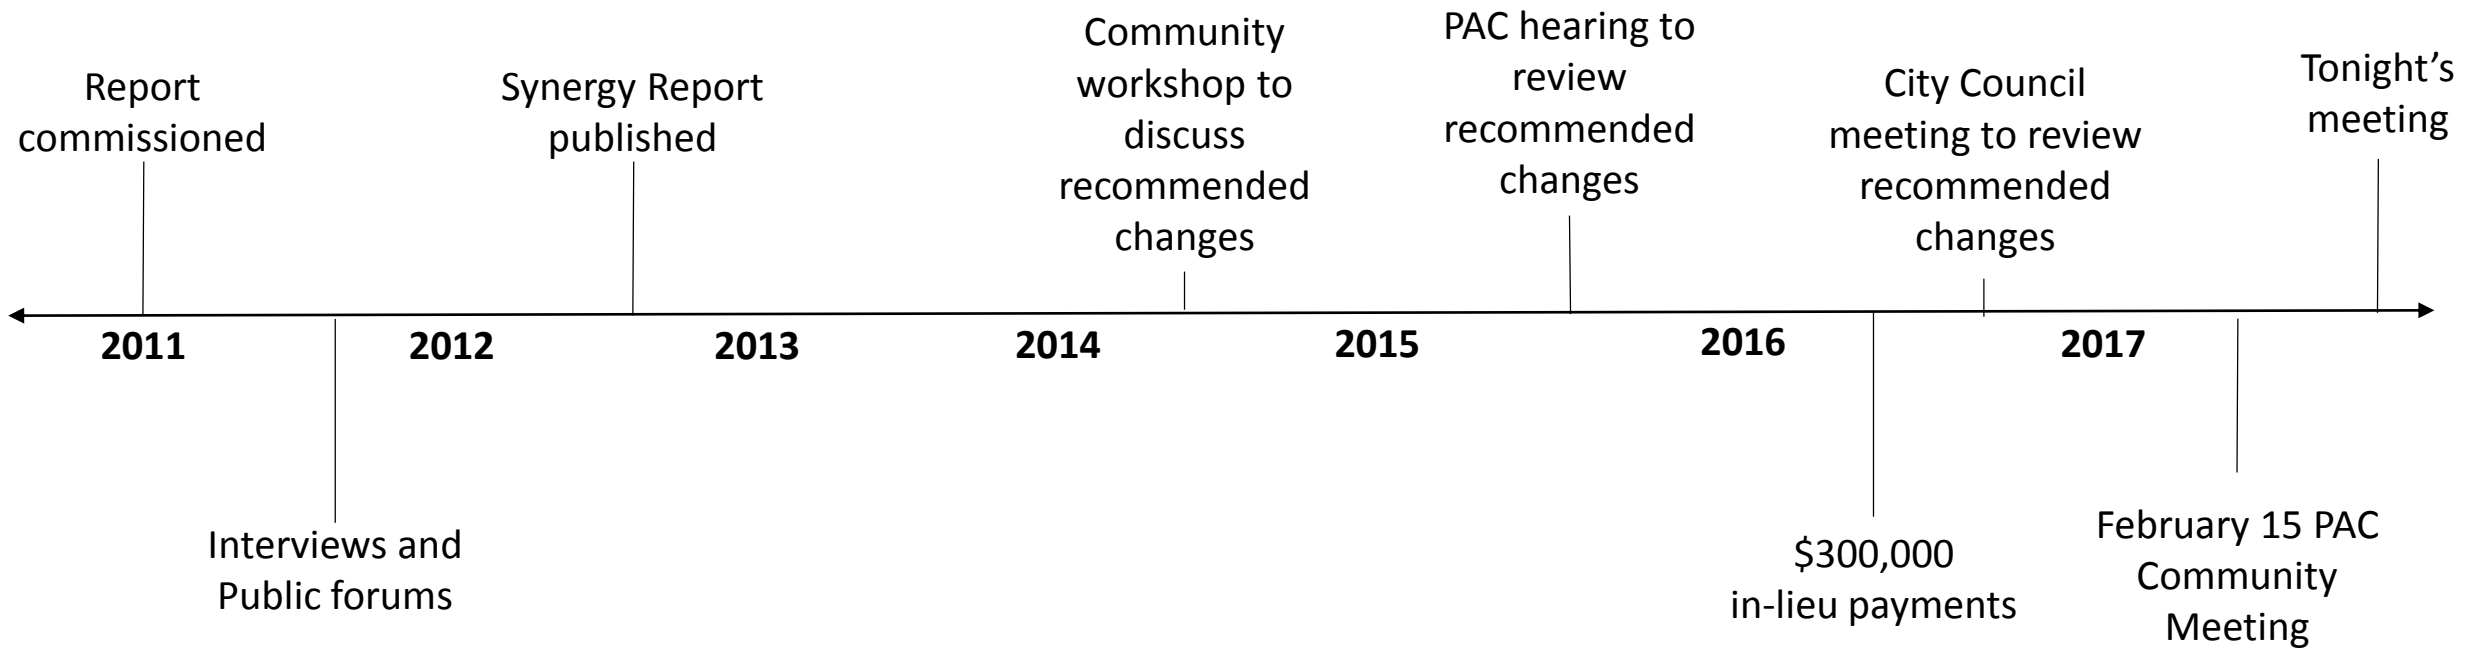 Report
commissioned
Synergy Report
published
Community
workshop to
discuss
recommended
changes
PAC hearing to
review
recommended
changes
City Council
meeting to review
recommended
changes
Tonight’s
meeting
2011
2012
2013
2014
2015
2016
2017
Interviews and
Public forums
$300,000
in-lieu payments
February 15 PAC
Community
Meeting